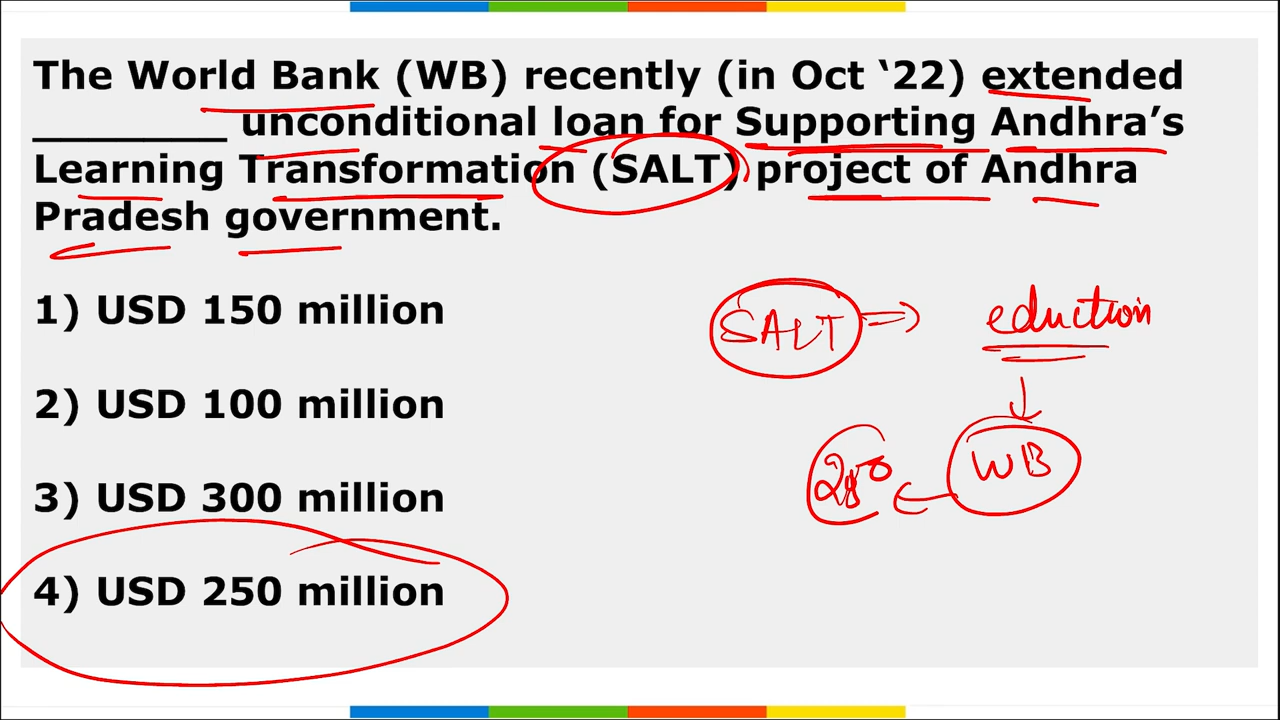 The World Bank (WB) recently (in Oct ‘22) extended
_________ unconditional loan for Supporting Andhra’s
Learning Transformation (SALT) project of Andhra
Pradesh government.
1) USD 150 million
SALT => eduction
2) USD 100 million
WB
250
3) USD 300 million
4) USD 250 million